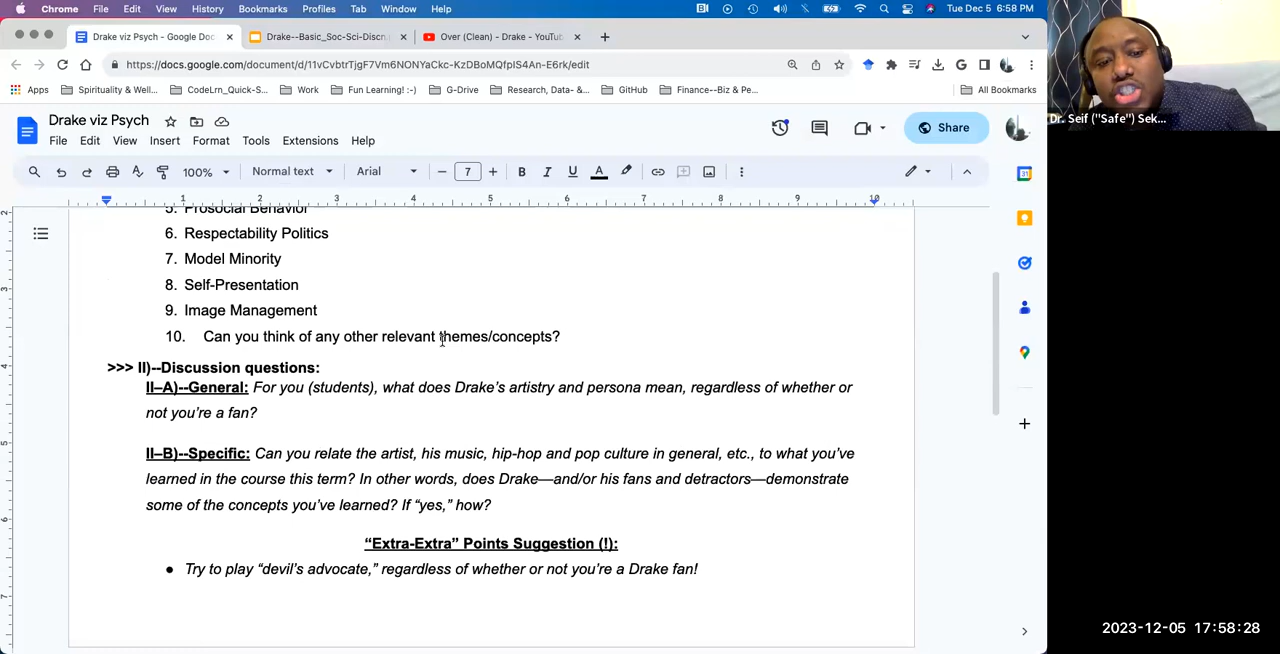 Chrome File Edit View History Bookmarks Profiles Tab Window Help Tue Dec 5 6:58 PM
Drake viz Psych - Google Doc Drake--Basic_Soc-Sci-Discn Over (Clean) - Drake - YouTub
https://docs.google.com/document/d/11vCvbtrTjgF7Vm6NONYaCkc-KzDBoMQfpIS4An-E6rk/edit
Apps Spirituality & Well... CodeLrn_Quick-S... Work Fun Learning! :-) G-Drive Research, Data- &... GitHub Finance--Biz & Pe... All Bookmarks
Dr. Seif ("Safe") Sek...
Drake viz Psych
File Edit View Insert Format Tools Extensions Help
Share
100% Normal text Arial 7 B I U A
1 2 3 4 5 6 7 8 9 10
5. Prosocial Behavior
6. Respectability Politics
7. Model Minority
8. Self-Presentation
9. Image Management
10. Can you think of any other relevant themes/concepts?
>>> II)--Discussion questions:
II–A)--General: For you (students), what does Drake’s artistry and persona mean, regardless of whether or
not you’re a fan?
II–B)--Specific: Can you relate the artist, his music, hip-hop and pop culture in general, etc., to what you’ve
learned in the course this term? In other words, does Drake—and/or his fans and detractors—demonstrate
some of the concepts you’ve learned? If “yes,” how?
“Extra-Extra” Points Suggestion (!):
● Try to play “devil’s advocate,” regardless of whether or not you’re a Drake fan!
2023-12-05 17:58:28